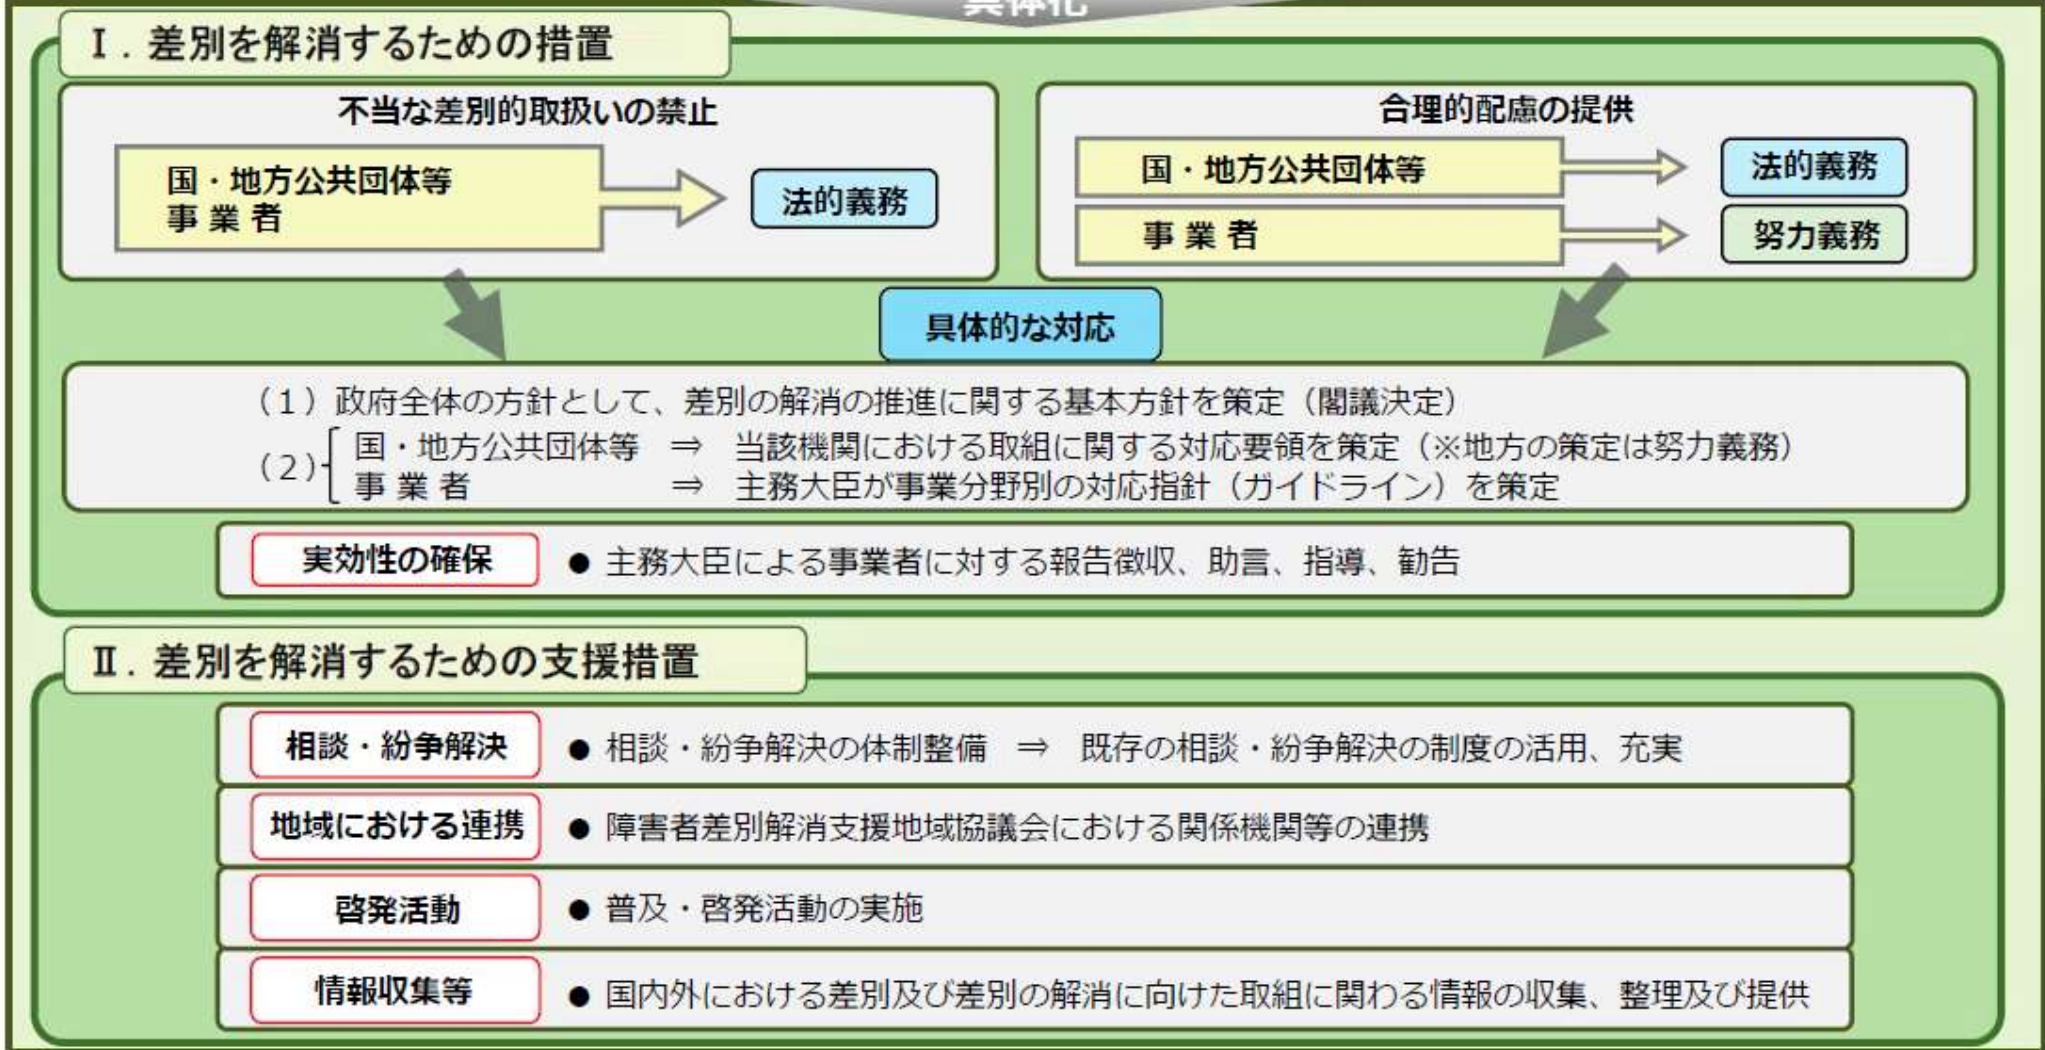 具体化
Ⅰ．差別を解消するための措置
不当な差別的取扱いの禁止
国・地方公共団体等
事 業 者
法的義務
合理的配慮の提供
国・地方公共団体等
法的義務
事 業 者
努力義務
具体的な対応
（１）政府全体の方針として、差別の解消の推進に関する基本方針を策定（閣議決定）
（２） 国・地方公共団体等 ⇒ 当該機関における取組に関する対応要領を策定（※地方の策定は努力義務）
事 業 者 ⇒ 主務大臣が事業分野別の対応指針（ガイドライン）を策定
実効性の確保 ● 主務大臣による事業者に対する報告徴収、助言、指導、勧告
Ⅱ．差別を解消するための支援措置
相談・紛争解決 ● 相談・紛争解決の体制整備 ⇒ 既存の相談・紛争解決の制度の活用、充実
地域における連携 ● 障害者差別解消支援地域協議会における関係機関等の連携
啓発活動 ● 普及・啓発活動の実施
情報収集等 ● 国内外における差別及び差別の解消に向けた取組に関わる情報の収集、整理及び提供